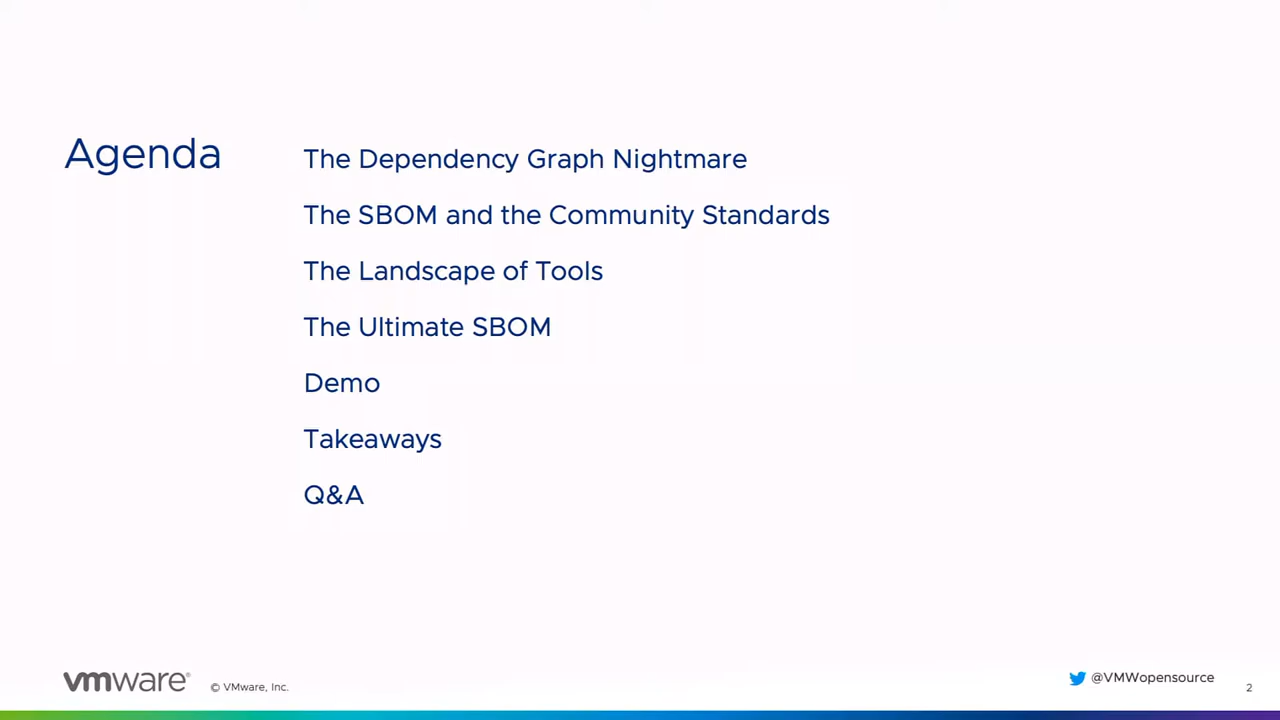 Agenda
The Dependency Graph Nightmare
The SBOM and the Community Standards
The Landscape of Tools
The Ultimate SBOM
Demo
Takeaways
Q&A
vmware®
© VMware, Inc.
@VMWopensource
2